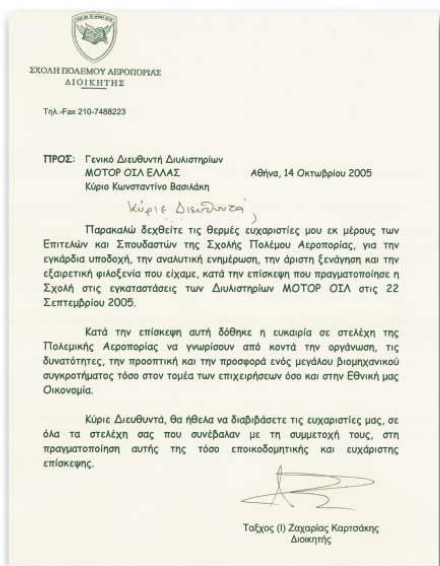 ΣΧΟΛΗ ΠΟΛΕΜΟΥ ΑΕΡΟΠΟΡΙΑΣ
ΔΙΟΙΚΗΤΗΣ
Τηλ.-Fax 210-7488223
ΠΡΟΣ: Γενικό Διευθυντή Διυλιστηρίων
ΜΟΤΟΡ ΟΙΛ ΕΛΛΑΣ Αθήνα, 14 Οκτωβρίου 2005
Κύριο Κωνσταντίνο Βασιλάκη
Κύριε Διευθυντά,
Παρακαλώ δεχθείτε τις θερμές ευχαριστίες μου εκ μέρους των
Επιτελών και Σπουδαστών της Σχολής Πολέμου Αεροπορίας, για την
εγκάρδια υποδοχή, την αναλυτική ενημέρωση, την άριστη ξενάγηση και την
εξαιρετική φιλοξενία που είχαμε, κατά την επίσκεψη που πραγματοποίησε η
Σχολή στις εγκαταστάσεις των Διυλιστηρίων ΜΟΤΟΡ ΟΙΛ στις 22
Σεπτεμβρίου 2005.
Κατά την επίσκεψη αυτή δόθηκε η ευκαιρία σε στελέχη της
Πολεμικής Αεροπορίας να γνωρίσουν από κοντά την οργάνωση, τις
δυνατότητες, την προοπτική και την προσφορά ενός μεγάλου βιομηχανικού
συγκροτήματος τόσο στον τομέα των επιχειρήσεων όσο και στην Εθνική μας
Οικονομία.
Κύριε Διευθυντά, θα ήθελα να διαβιβάσετε τις ευχαριστίες μας, σε
όλα τα στελέχη σας που συνέβαλαν με τη συμμετοχή τους, στη
πραγματοποίηση αυτής της τόσο εποικοδομητικής και ευχάριστης
επίσκεψης.
Ταξχος (Ι) Ζαχαρίας Καρτσάκης
Διοικητής